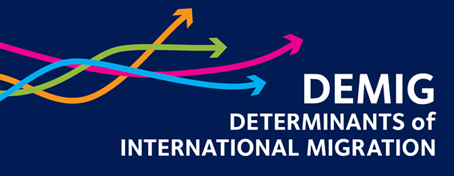 DEMIG
DETERMINANTS of
INTERNATIONAL MIGRATION